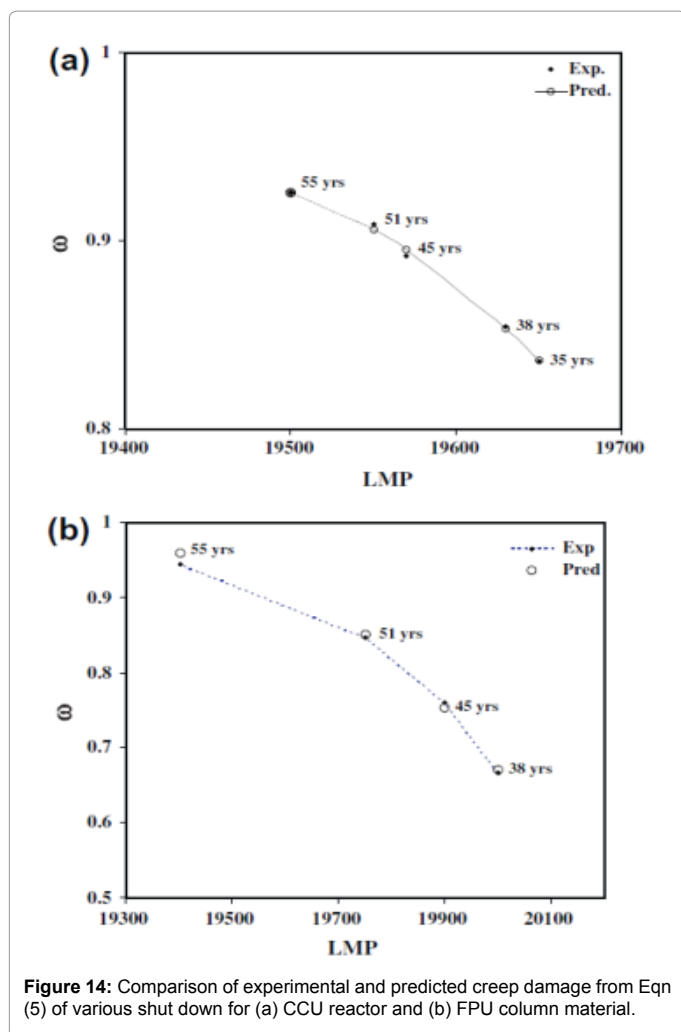 (a)
1
Exp.
Pred.
55 yrs
51 yrs
0.9
45 yrs
ω
38 yrs
35 yrs
0.8
19400 19500 19600 19700
LMP
(b)
1
Exp
Pred
55 yrs
0.9
51 yrs
0.8
45 yrs
ω
0.7
38 yrs
0.6
0.5
19300 19500 19700 19900 20100
LMP
Figure 14: Comparison of experimental and predicted creep damage from Eqn
(5) of various shut down for (a) CCU reactor and (b) FPU column material.